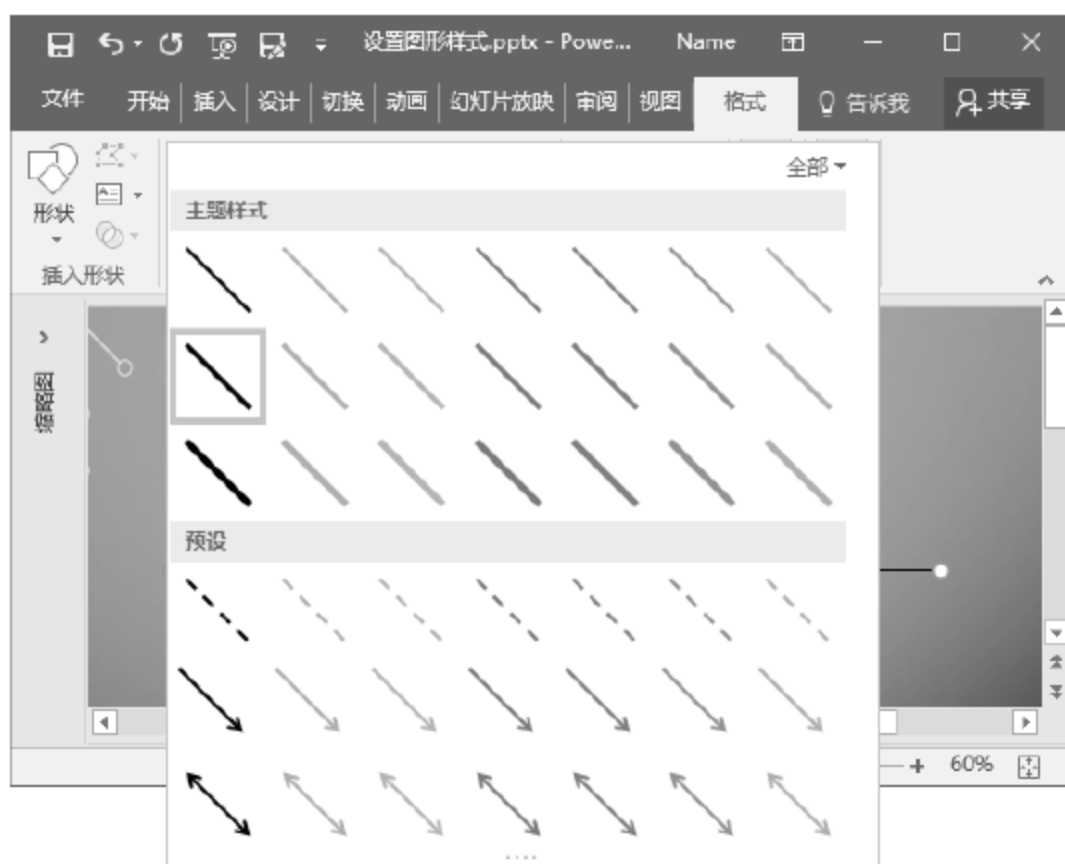 设置图形样式.pptx - Powe... Name
文件 开始 插入 设计 切换 动画 幻灯片放映 审阅 视图 格式 告诉我 共享
全部
形状
插入形状
主题样式
缩略图
预设
60%